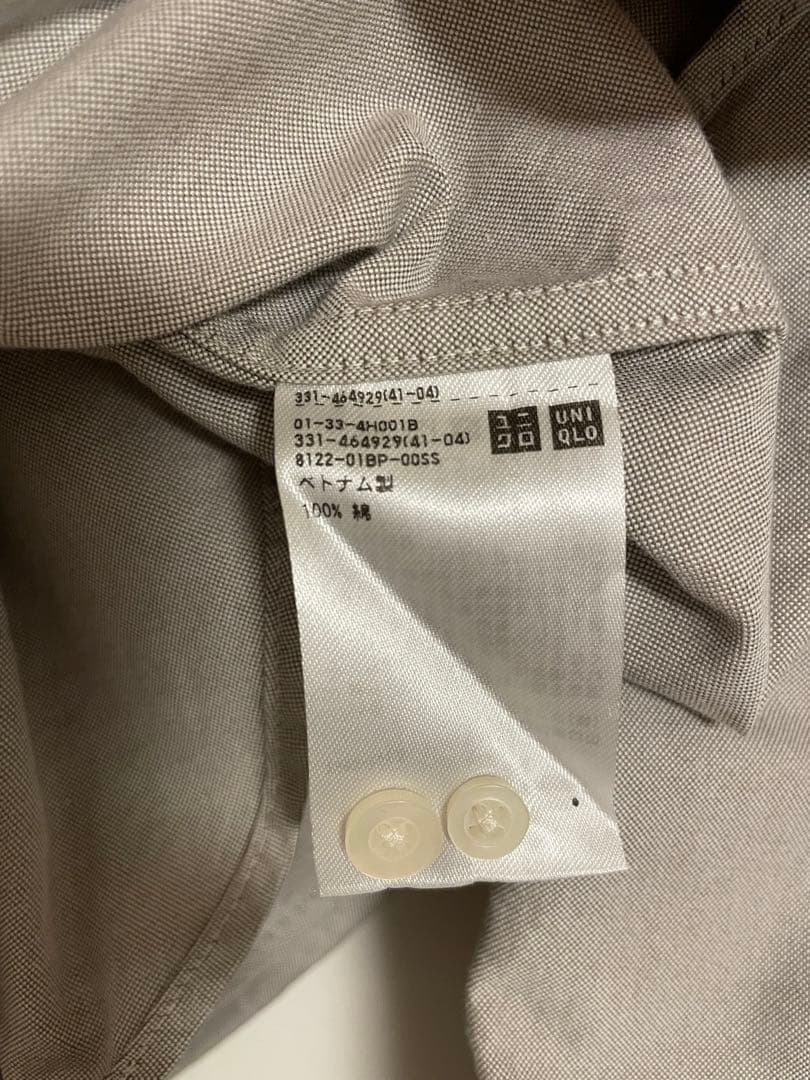 331-464929(41-04)
01-33-4H001B
331-464929(41-04)
8122-01BP-00SS
ベトナム製
100% 綿
ユニ
クロ
UNI
QLO